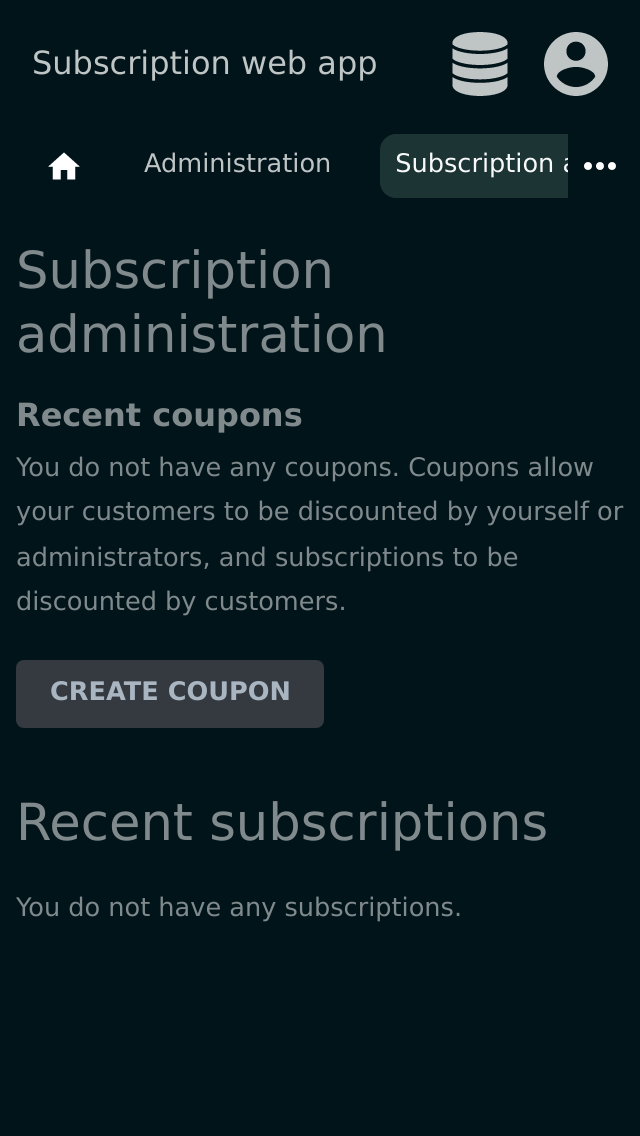 Subscription web app
Administration
Subscription
Subscription
administration
Recent coupons
You do not have any coupons. Coupons allow
your customers to be discounted by yourself or
administrators, and subscriptions to be
discounted by customers.
CREATE COUPON
Recent subscriptions
You do not have any subscriptions.